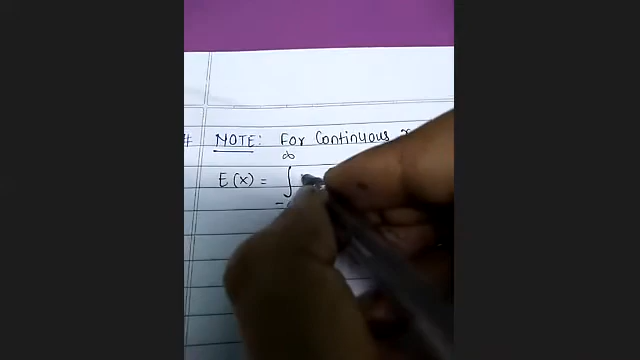 # NOTE: For Continuous
E(x) = ∫ ∞ -